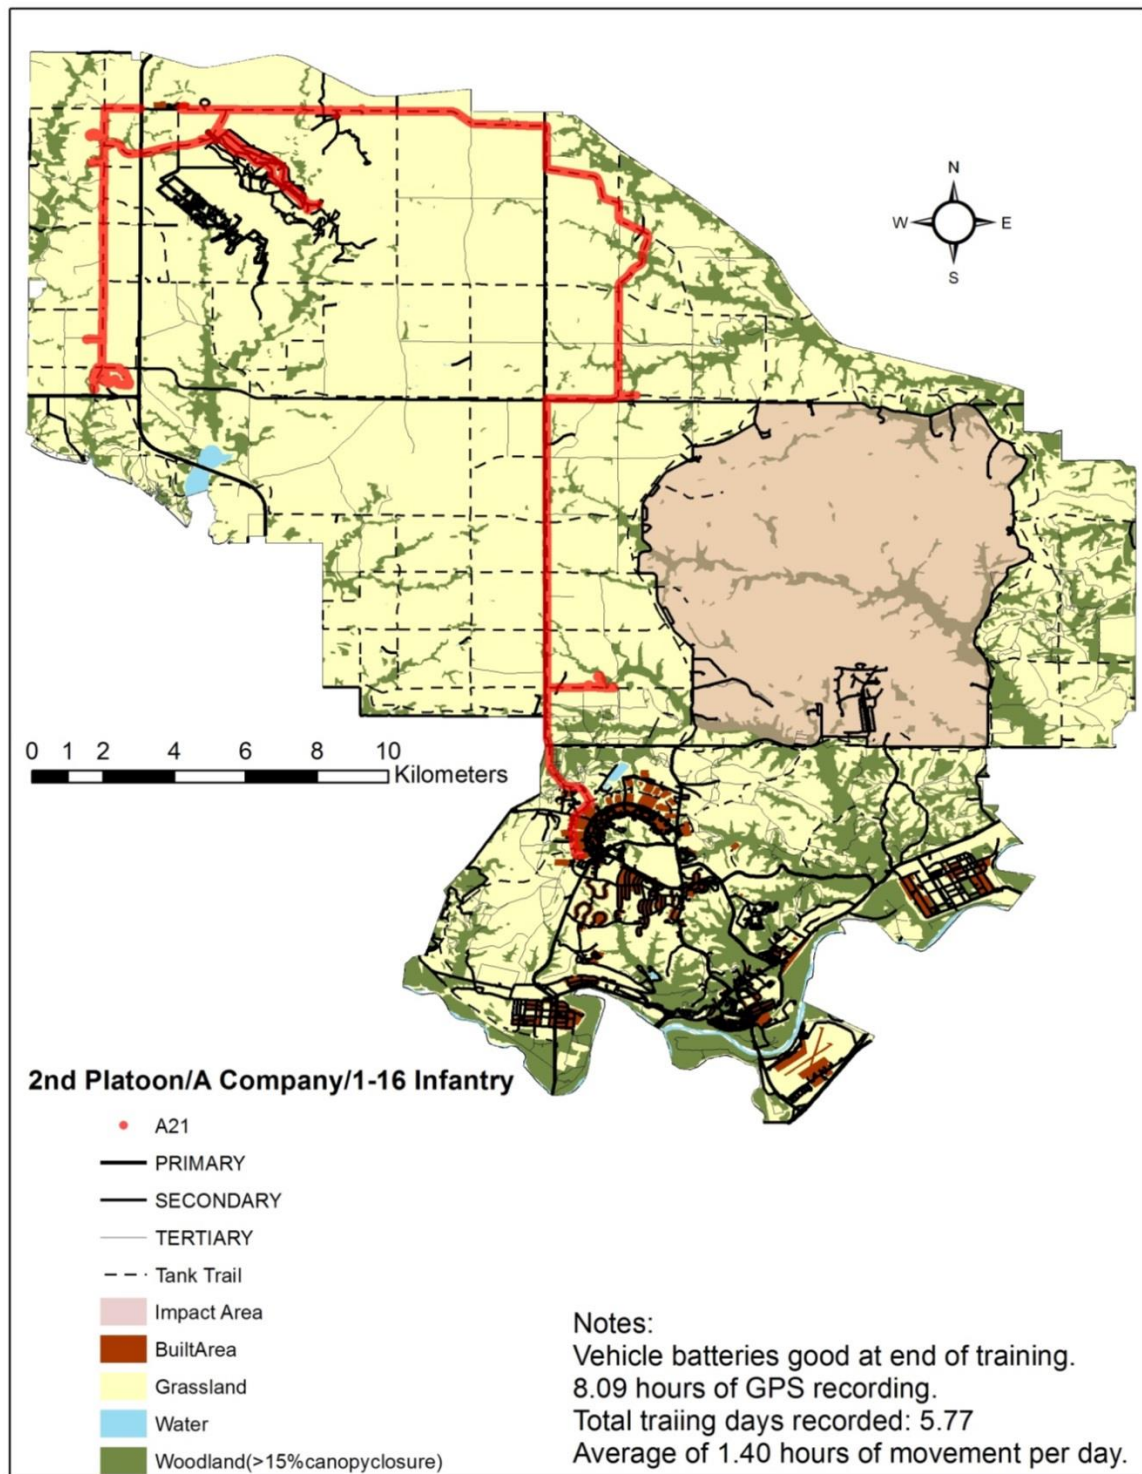 N
W E
S
0 1 2 4 6 8 10
Kilometers
2nd Platoon/A Company/1-16 Infantry
A21
PRIMARY
SECONDARY
TERTIARY
Tank Trail
Impact Area
BuiltArea
Grassland
Water
Woodland(>15%canopyclosure)
Notes:
Vehicle batteries good at end of training.
8.09 hours of GPS recording.
Total traiing days recorded: 5.77
Average of 1.40 hours of movement per day.